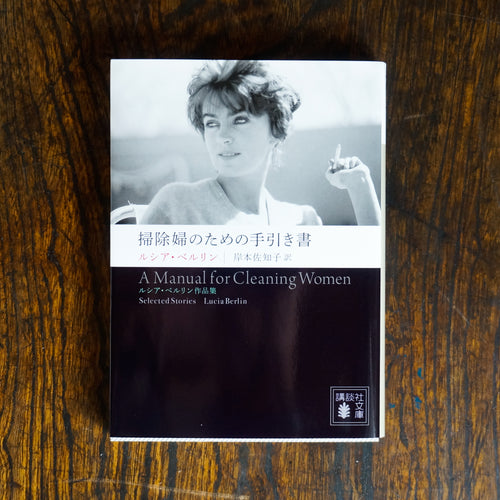 掃除婦のための手引き書
ルシア・ベルリン｜岸本佐知子 訳
A Manual for Cleaning Women
ルシア・ベルリン作品集
Selected Stories Lucia Berlin
講談社
文庫